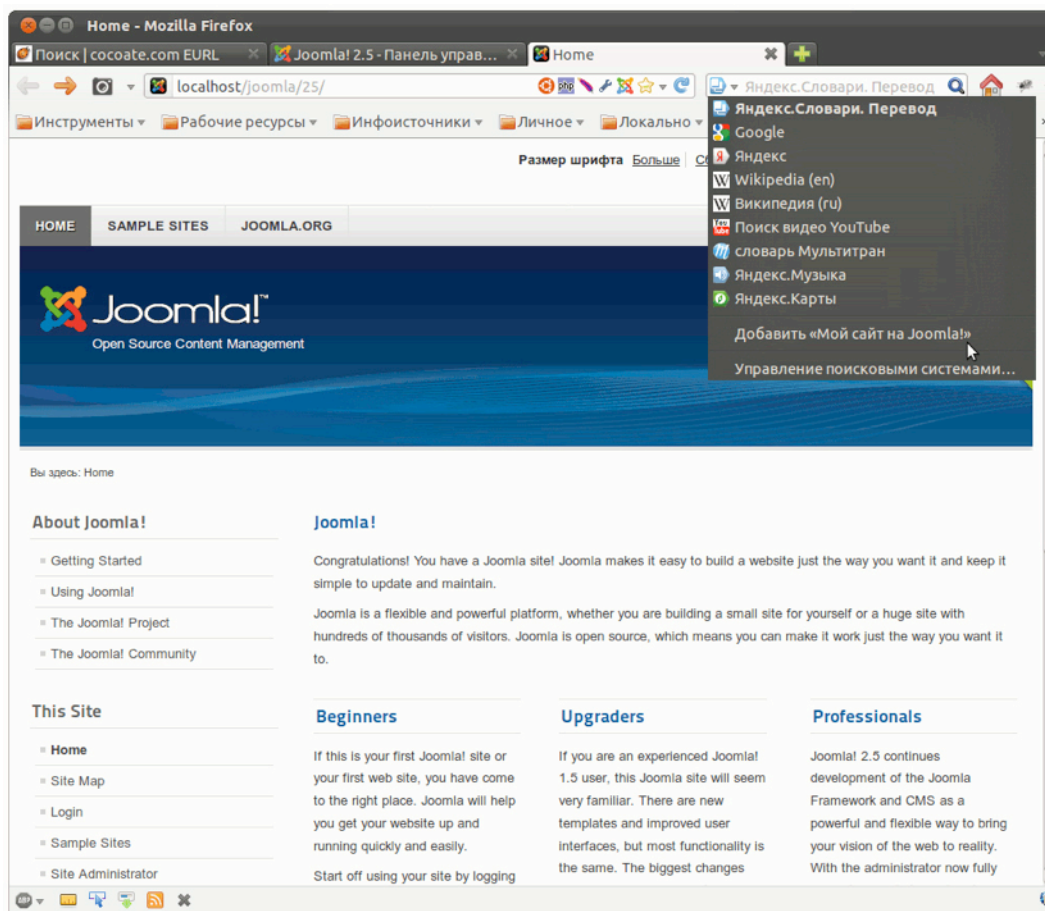 Home - Mozilla Firefox
Поиск | cocoate.com EURL
Joomla! 2.5 - Панель управ...
Home
localhost/joomla/25/
Яндекс.Словари. Перевод
Инструменты
Рабочие ресурсы
Инфоисточники
Личное
Локально
Яндекс.Словари. Перевод
Google
Яндекс
Wikipedia (en)
Википедия (ru)
Поиск видео YouTube
словарь Мультитран
Яндекс.Музыка
Яндекс.Карты
Добавить «Мой сайт на Joomla!»
Управление поисковыми системами...
Размер шрифта Больше
HOME SAMPLE SITES JOOMLA.ORG
Joomla!™
Open Source Content Management
Вы здесь: Home
About Joomla!
Getting Started
Using Joomla!
The Joomla! Project
The Joomla! Community
This Site
Home
Site Map
Login
Sample Sites
Site Administrator
Joomla!
Congratulations! You have a Joomla site! Joomla makes it easy to build a website just the way you want it and keep it
simple to update and maintain.
Joomla is a flexible and powerful platform, whether you are building a small site for yourself or a huge site with
hundreds of thousands of visitors. Joomla is open source, which means you can make it work just the way you want it
to.
Beginners
If this is your first Joomla! site or
your first web site, you have come
to the right place. Joomla will help
you get your website up and
running quickly and easily.
Start off using your site by logging
Upgraders
If you are an experienced Joomla!
1.5 user, this Joomla site will seem
very familiar. There are new
templates and improved user
interfaces, but most functionality is
the same. The biggest changes
Professionals
Joomla! 2.5 continues
development of the Joomla
Framework and CMS as a
powerful and flexible way to bring
your vision of the web to reality.
With the administrator now fully